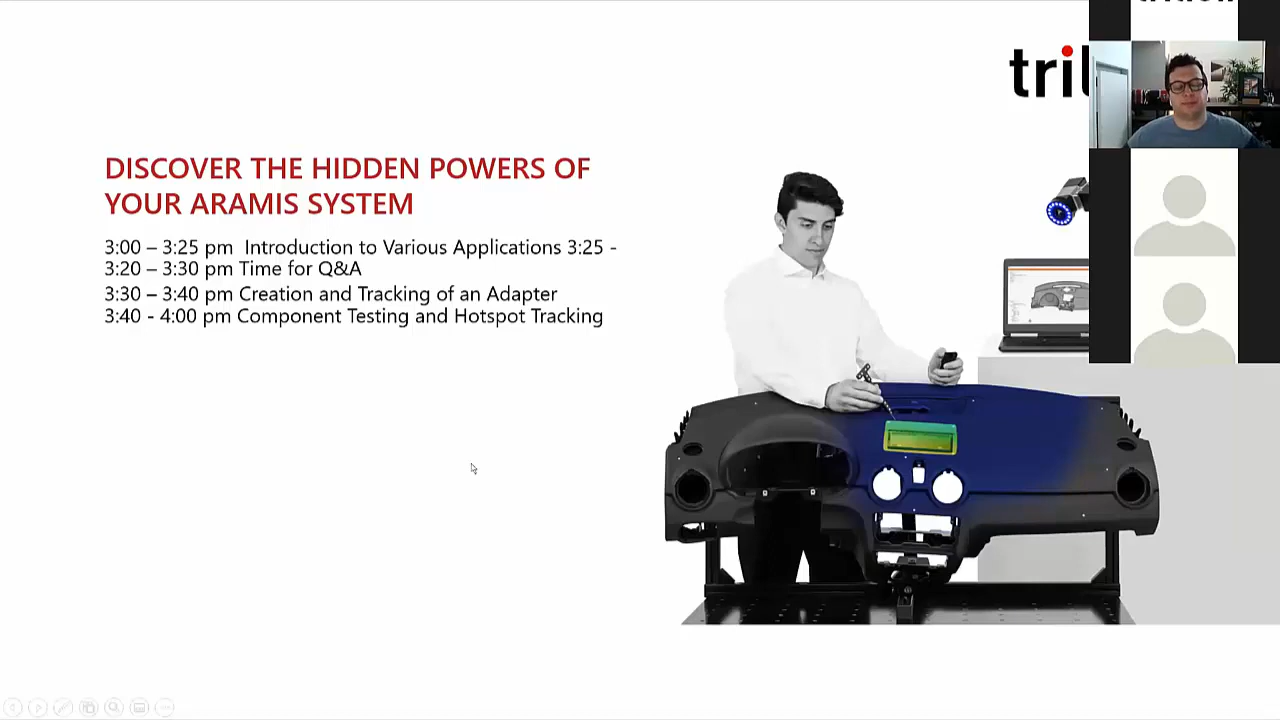 DISCOVER THE HIDDEN POWERS OF
YOUR ARAMIS SYSTEM
3:00 – 3:25 pm  Introduction to Various Applications 3:25 -
3:20 – 3:30 pm Time for Q&A
3:30 – 3:40 pm Creation and Tracking of an Adapter
3:40 - 4:00 pm Component Testing and Hotspot Tracking